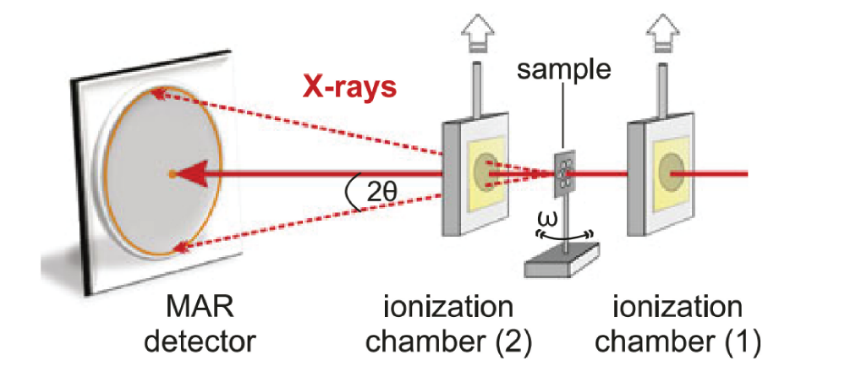 X-rays
sample
2θ
ω
MAR
detector
ionization
chamber (2)
ionization
chamber (1)